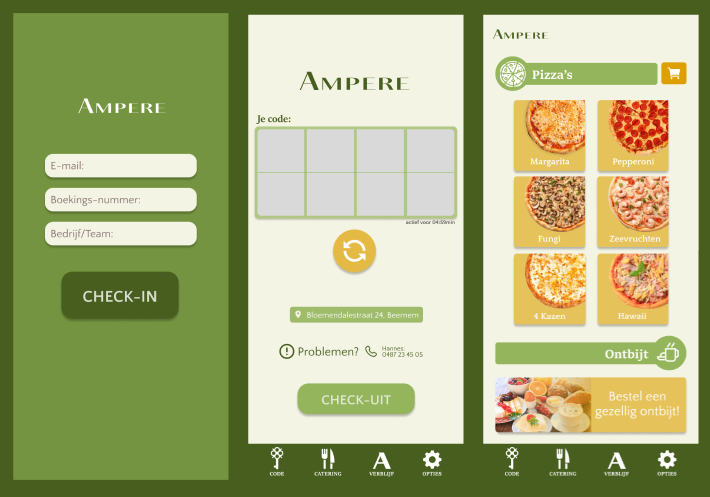 AMPERE
E-mail:
Boekings-nummer:
Bedrijf/Team:
CHECK-IN
AMPERE
Je code:
actief voor 04:59min
Bloemendalestraat 24, Beernem
Problemen?
Hannes:
0487 23 45 05
CHECK-UIT
CODE
CATERING
VERBLIJF
OPTIES
AMPERE
Pizza's
Margarita
Pepperoni
Fungi
Zeevruchten
4 Kazen
Hawaii
Ontbijt
Bestel een
gezellig ontbijt!
CODE
CATERING
VERBLIJF
OPTIES